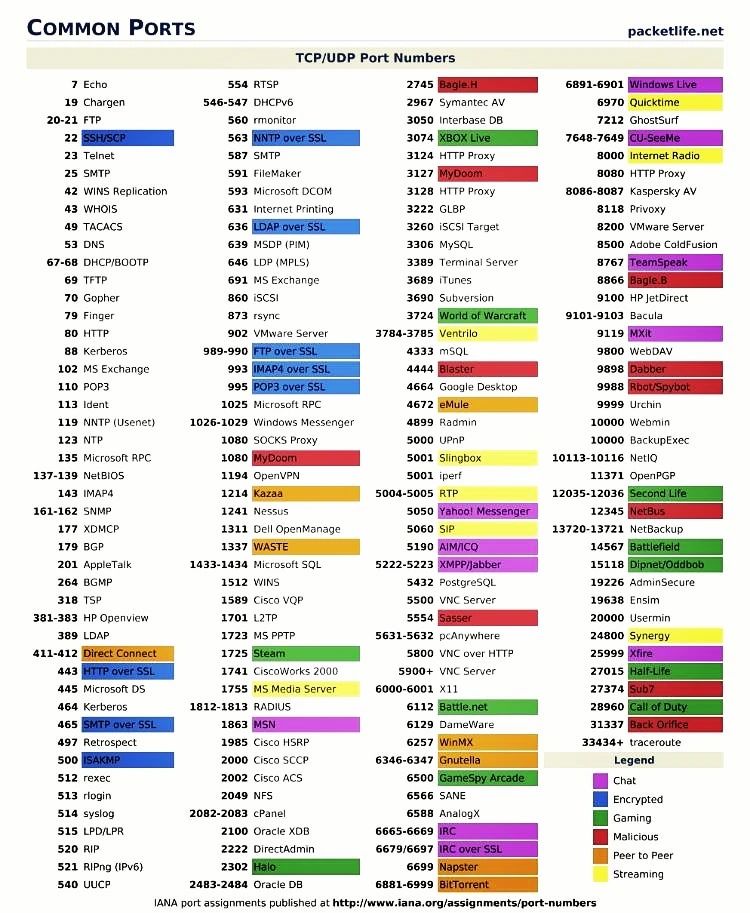 COMMON PORTS
packetlife.net
TCP/UDP Port Numbers
7 Echo
19 Chargen
20-21 FTP
22 SSH/SCP
23 Telnet
25 SMTP
42 WINS Replication
43 WHOIS
49 TACACS
53 DNS
67-68 DHCP/BOOTP
69 TFTP
70 Gopher
79 Finger
80 HTTP
88 Kerberos
102 MS Exchange
110 POP3
113 Ident
119 NNTP (Usenet)
123 NTP
135 Microsoft RPC
137-139 NetBIOS
143 IMAP4
161-162 SNMP
177 XDMCP
179 BGP
201 AppleTalk
264 BGMP
318 TSP
381-383 HP Openview
389 LDAP
411-412 Direct Connect
443 HTTP over SSL
445 Microsoft DS
464 Kerberos
465 SMTP over SSL
497 Retrospect
500 ISAKMP
512 rexec
513 rlogin
514 syslog
515 LPD/LPR
520 RIP
521 RIPng (IPv6)
540 UUCP
554 RTSP
546-547 DHCPv6
560 rmonitor
563 NNTP over SSL
587 SMTP
591 FileMaker
593 Microsoft DCOM
631 Internet Printing
636 LDAP over SSL
639 MSDP (PIM)
646 LDP (MPLS)
691 MS Exchange
860 iSCSI
873 rsync
902 VMware Server
989-990 FTP over SSL
993 IMAP4 over SSL
995 POP3 over SSL
1025 Microsoft RPC
1026-1029 Windows Messenger
1080 SOCKS Proxy
1080 MyDoom
1194 OpenVPN
1214 Kazaa
1241 Nessus
1311 Dell OpenManage
1337 WASTE
1433-1434 Microsoft SQL
1512 WINS
1589 Cisco VQP
1701 L2TP
1723 MS PPTP
1725 Steam
1741 CiscoWorks 2000
1755 MS Media Server
1812-1813 RADIUS
1863 MSN
1985 Cisco HSRP
2000 Cisco SCCP
2002 Cisco ACS
2049 NFS
2082-2083 cPanel
2100 Oracle XDB
2222 DirectAdmin
2302 Halo
2483-2484 Oracle DB
2745 Bagle.H
2967 Symantec AV
3050 Interbase DB
3074 XBOX Live
3124 HTTP Proxy
3127 MyDoom
3128 HTTP Proxy
3222 GLBP
3260 iSCSI Target
3306 MySQL
3389 Terminal Server
3689 iTunes
3690 Subversion
3724 World of Warcraft
3784-3785 Ventrilo
4333 mSQL
4444 Blaster
4664 Google Desktop
4672 eMule
4899 Radmin
5000 UPnP
5001 Slingbox
5001 iperf
5004-5005 RTP
5050 Yahoo! Messenger
5060 SIP
5190 AIM/ICQ
5222-5223 XMPP/Jabber
5432 PostgreSQL
5500 VNC Server
5554 Sasser
5631-5632 pcAnywhere
5800 VNC over HTTP
5900+ VNC Server
6000-6001 X11
6112 Battle.net
6129 DameWare
6257 WinMX
6346-6347 Gnutella
6500 GameSpy Arcade
6566 SANE
6588 AnalogX
6665-6669 IRC
6679/6697 IRC over SSL
6699 Napster
6881-6999 BitTorrent
6891-6901 Windows Live
6970 Quicktime
7212 GhostSurf
7648-7649 CU-SeeMe
8000 Internet Radio
8080 HTTP Proxy
8086-8087 Kaspersky AV
8118 Privoxy
8200 VMware Server
8500 Adobe ColdFusion
8767 TeamSpeak
8866 Bagle.B
9100 HP JetDirect
9101-9103 Bacula
9119 MXit
9800 WebDAV
9898 Dabber
9988 Rbot/Spybot
9999 Urchin
10000 Webmin
10000 BackupExec
10113-10116 NetIQ
11371 OpenPGP
12035-12036 Second Life
12345 NetBus
13720-13721 NetBackup
14567 Battlefield
15118 Dipnet/Oddbob
19226 AdminSecure
19638 Ensim
20000 Usermin
24800 Synergy
25999 Xfire
27015 Half-Life
27374 Sub7
28960 Call of Duty
31337 Back Orifice
33434+ traceroute
Legend
Chat
Encrypted
Gaming
Malicious
Peer to Peer
Streaming
IANA port assignments published at http://www.iana.org/assignments/port-numbers